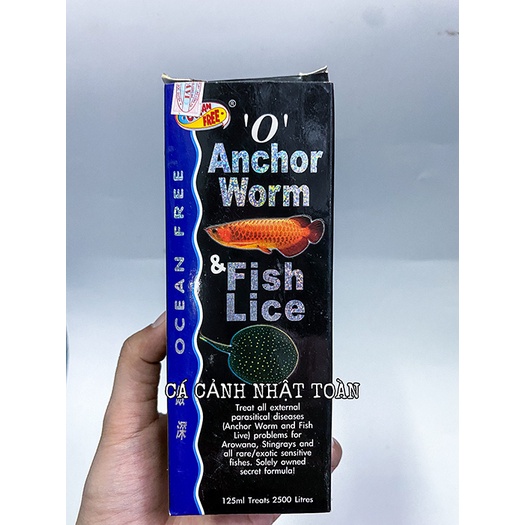 OCEAN FREE
®
'O'
Anchor
Worm
& Fish
Lice
OCEAN FREE
CÁ CẢNH NHẬT TOÀN
Treat all external
parasitical diseases
(Anchor Worm and Fish
Live) problems for
Arowana, Stingrays and
all rare/exotic sensitive
fishes. Solely owned
secret formula!
125ml Treats 2500 Litres